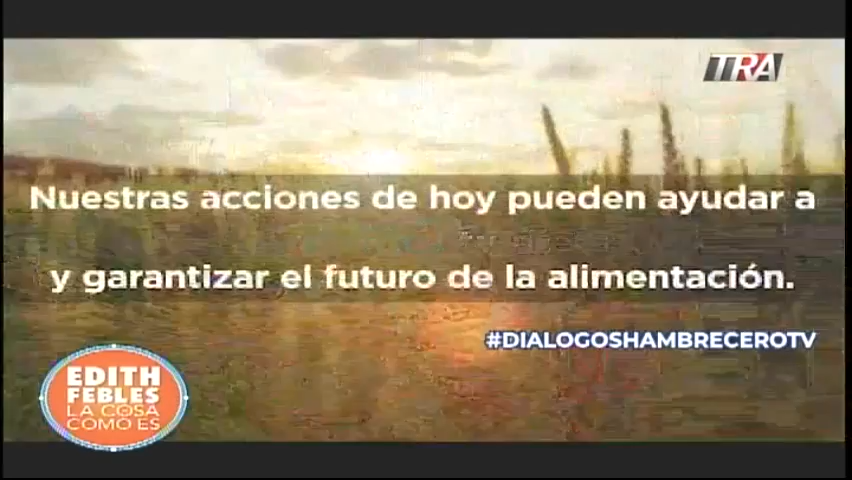 TRA
Nuestras acciones de hoy pueden ayudar a
y garantizar el futuro de la alimentación.
#DIALOGOSHAMBRECEROTV
EDITH
FEBLES
LA COSA
COMO ES